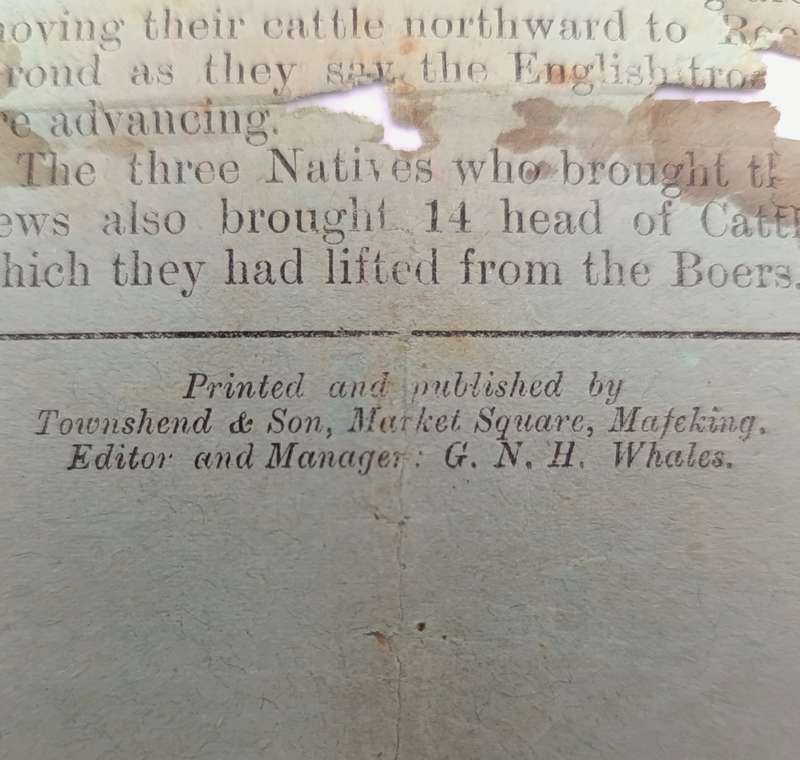 oving their cattle northward to
rond as they say the English
e advancing.
The three Natives who brought th
ews also brought 14 head of Cattl
hich they had lifted from the Boers.
Printed and published by
Townshend & Son, Market Square, Mafeking.
Editor and Manager: G. N. H. Whales.